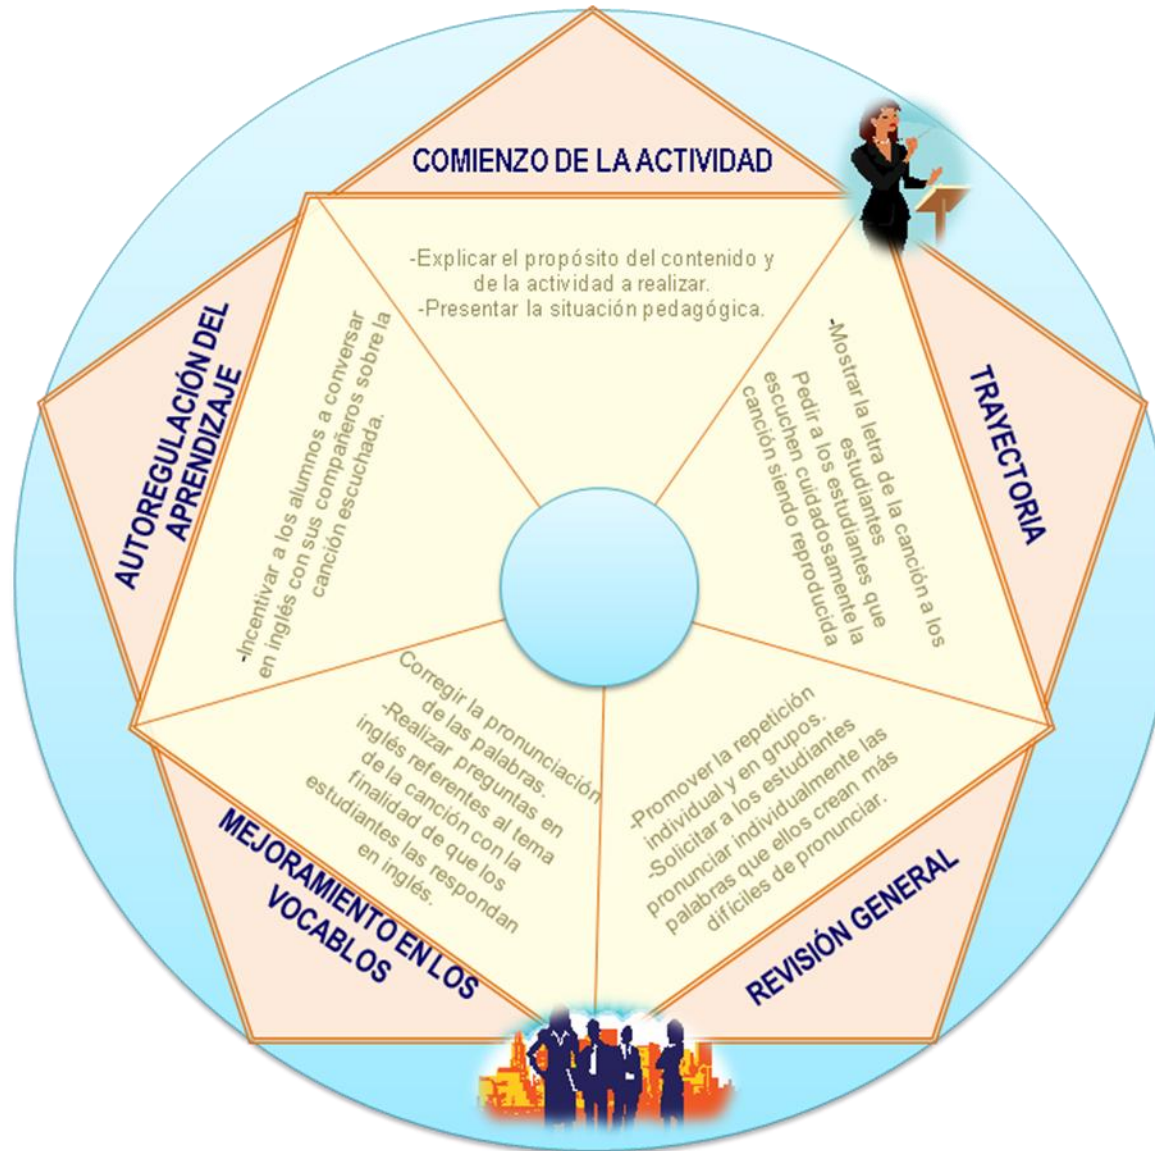 COMIENZO DE LA ACTIVIDAD
-Explicar el propósito del contenido y
de la actividad a realizar.
-Presentar la situación pedagógica.
TRAYECTORIA
-Mostrar la letra de la canción a los
estudiantes
Pedir a los estudiantes que
escuchen cuidadosamente la
canción siendo reproducida
REVISIÓN GENERAL
-Promover la repetición
individual y en grupos.
-Solicitar a los estudiantes
pronunciar individualmente las
palabras que ellos crean más
difíciles de pronunciar.
MEJORAMIENTO EN LOS
VOCABLOS
Corregir la pronunciación
de las palabras.
-Realizar preguntas en
inglés referentes al tema
de la canción con la
finalidad de que los
estudiantes las respondan
en inglés.
AUTOREGULACIÓN DEL
APRENDIZAJE
-Incentivar a los alumnos a conversar
en inglés con sus compañeros sobre la
canción escuchada.